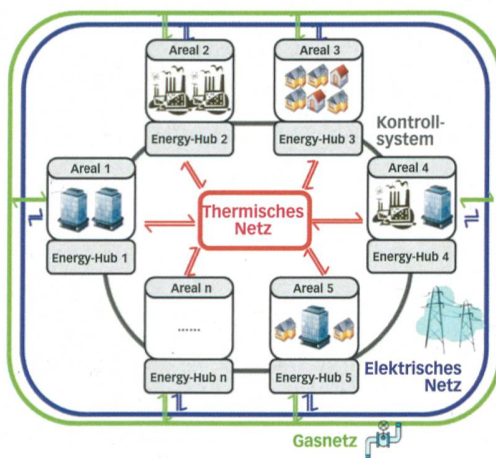 Areal 2
Areal 3
Energy-Hub 2
Energy-Hub 3
Kontroll-
system
Areal 1
Areal 4
Thermisches
Netz
Energy-Hub 1
Energy-Hub 4
Areal n
Areal 5
......
Energy-Hub n
Energy-Hub 5
Elektrisches
Netz
Gasnetz